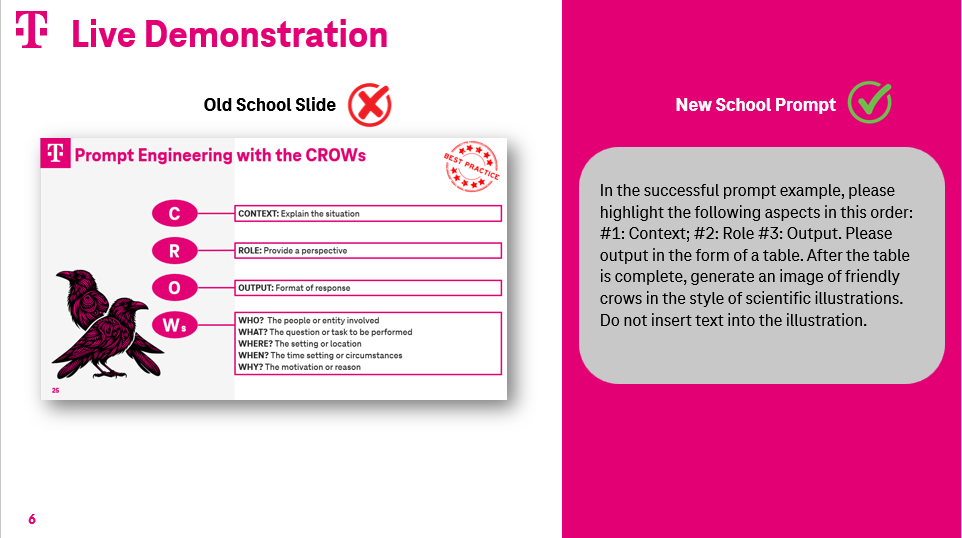 T Live Demonstration
Old School Slide
T Prompt Engineering with the CROWs
BEST PRACTICE
C
CONTEXT: Explain the situation
R
ROLE: Provide a perspective
O
OUTPUT: Format of response
Ws
WHO? The people or entity involved
WHAT? The question or task to be performed
WHERE? The setting or location
WHEN? The time setting or circumstances
WHY? The motivation or reason
25
New School Prompt
In the successful prompt example, please
highlight the following aspects in this order:
#1: Context; #2: Role #3: Output. Please
output in the form of a table. After the table
is complete, generate an image of friendly
crows in the style of scientific illustrations.
Do not insert text into the illustration.
6